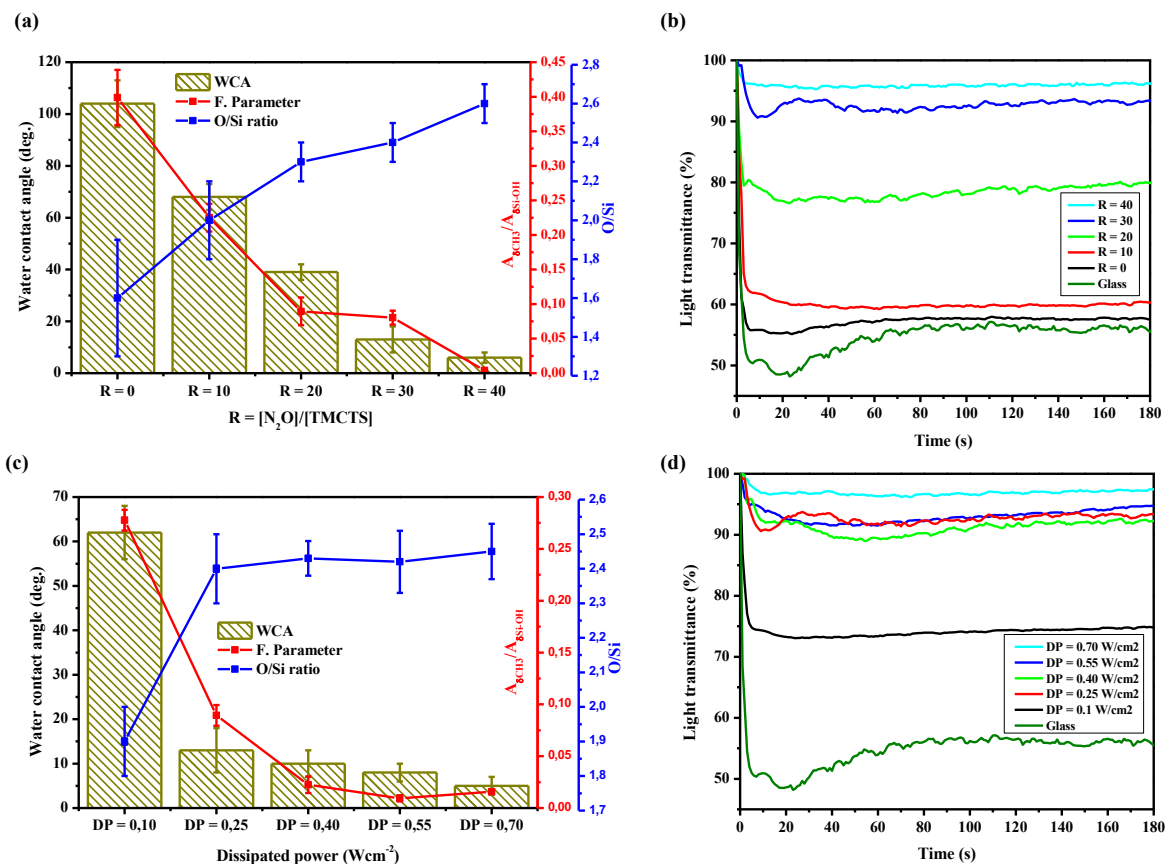 (a)
120
100
80
60
40
20
0
Water contact angle (deg.)
WCA
F. Parameter
O/Si ratio
R = 0
R = 10
R = 20
R = 30
R = 40
R = [N₂O]/[TMCTS]
0,45
0,40
0,35
0,30
0,25
0,20
0,15
0,10
0,05
0,00
A_δCH3/A_δSi-OH
2,8
2,6
2,4
2,2
2,0
1,8
1,6
1,4
1,2
O/Si
(b)
100
90
80
70
60
50
Light transmittance (%)
R = 40
R = 30
R = 20
R = 10
R = 0
Glass
0 20 40 60 80 100 120 140 160 180
Time (s)
(c)
70
60
50
40
30
20
10
0
Water contact angle (deg.)
WCA
F. Parameter
O/Si ratio
DP = 0,10
DP = 0,25
DP = 0,40
DP = 0,55
DP = 0,70
Dissipated power (Wcm⁻²)
0,30
0,25
0,20
0,15
0,10
0,05
0,00
A_δCH3/A_δSi-OH
2,6
2,5
2,4
2,3
2,2
2,1
2,0
1,9
1,8
1,7
O/Si
(d)
100
90
80
70
60
50
Light transmittance (%)
DP = 0.70 W/cm2
DP = 0.55 W/cm2
DP = 0.40 W/cm2
DP = 0.25 W/cm2
DP = 0.1 W/cm2
Glass
0 20 40 60 80 100 120 140 160 180
Time (s)